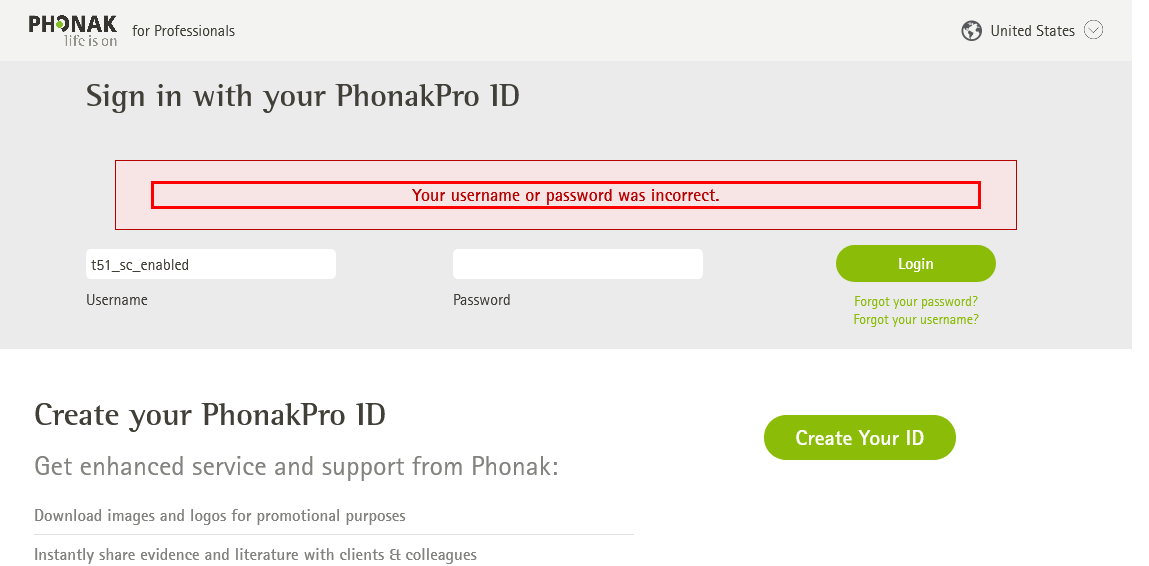 PHONAK
life is on
for Professionals
United States
Sign in with your PhonakPro ID
Your username or password was incorrect.
t51_sc_enabled
Login
Username
Password
Forgot your password?
Forgot your username?
Create your PhonakPro ID
Create Your ID
Get enhanced service and support from Phonak:
Download images and logos for promotional purposes
Instantly share evidence and literature with clients & colleagues